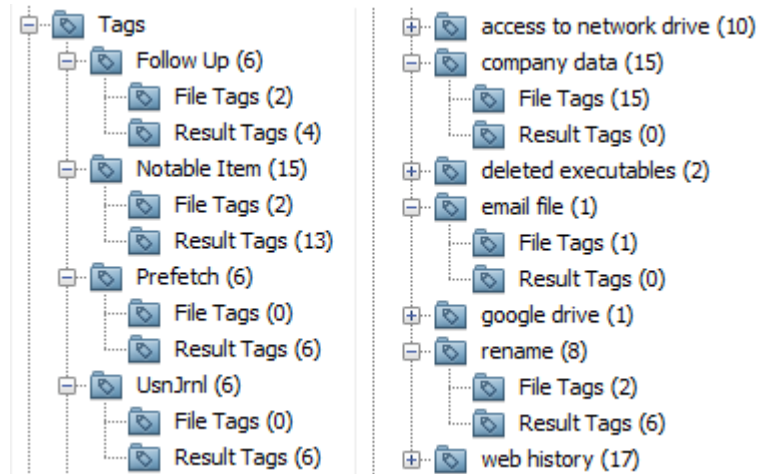 Tags
Follow Up (6)
File Tags (2)
Result Tags (4)
Notable Item (15)
File Tags (2)
Result Tags (13)
Prefetch (6)
File Tags (0)
Result Tags (6)
UsnJrnl (6)
File Tags (0)
Result Tags (6)
access to network drive (10)
company data (15)
File Tags (15)
Result Tags (0)
deleted executables (2)
email file (1)
File Tags (1)
Result Tags (0)
google drive (1)
rename (8)
File Tags (2)
Result Tags (6)
web history (17)